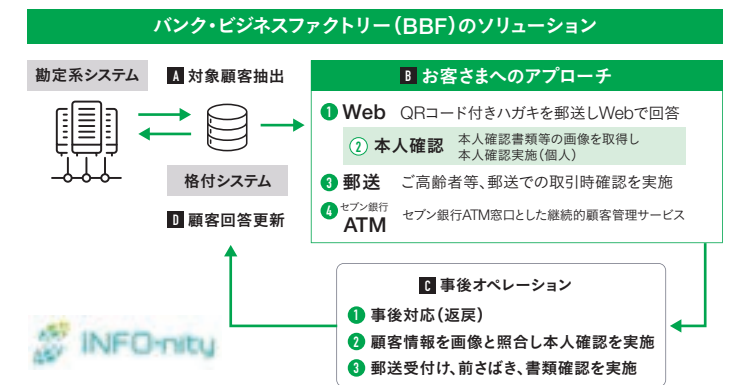 バンク・ビジネスファクトリー（BBF）のソリューション
勘定系システム
A 対象顧客抽出
格付システム
D 顧客回答更新
B お客さまへのアプローチ
1 Web QRコード付きハガキを郵送しWebで回答
2 本人確認 本人確認書類等の画像を取得し
本人確認実施（個人）
3 郵送 ご高齢者等、郵送での取引時確認を実施
4 セブン銀行
ATM セブン銀行ATM窓口とした継続的顧客管理サービス
C 事後オペレーション
1 事後対応（返戻）
2 顧客情報を画像と照合し本人確認を実施
3 郵送受付け、前さばき、書類確認を実施
INFO-nity